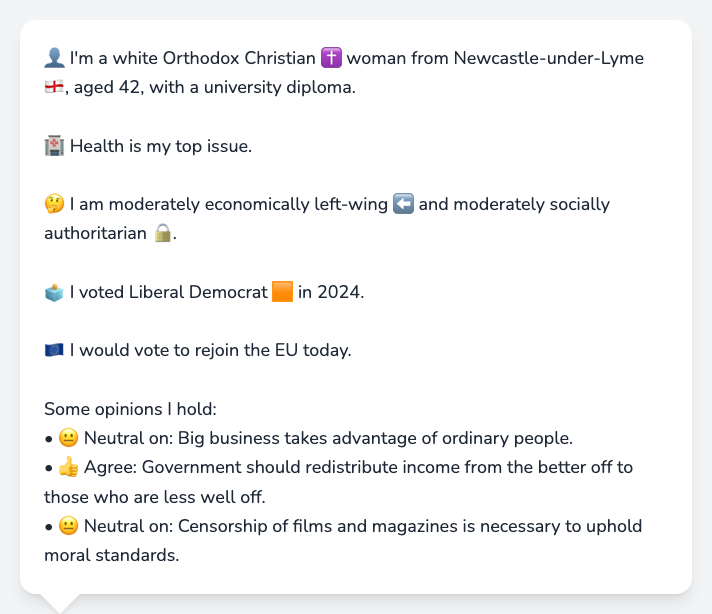 👤 I'm a white Orthodox Christian ✝️ woman from Newcastle-under-Lyme
🏴󠁧󠁢󠁥󠁮󠁧󠁿, aged 42, with a university diploma.
🏥 Health is my top issue.
🤔 I am moderately economically left-wing ⬅️ and moderately socially
authoritarian 🔒.
🗳️ I voted Liberal Democrat 🟧 in 2024.
🇪🇺 I would vote to rejoin the EU today.
Some opinions I hold:
• 😐 Neutral on: Big business takes advantage of ordinary people.
• 👍 Agree: Government should redistribute income from the better off to
those who are less well off.
• 😐 Neutral on: Censorship of films and magazines is necessary to uphold
moral standards.